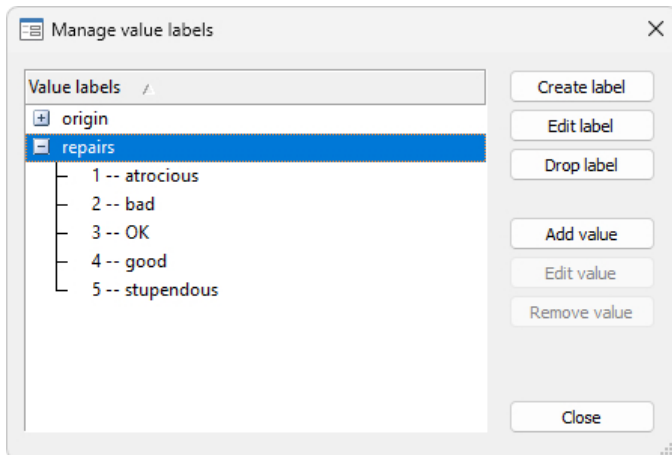 Manage value labels
Value labels
origin
repairs
1 -- atrocious
2 -- bad
3 -- OK
4 -- good
5 -- stupendous
Create label
Edit label
Drop label
Add value
Edit value
Remove value
Close